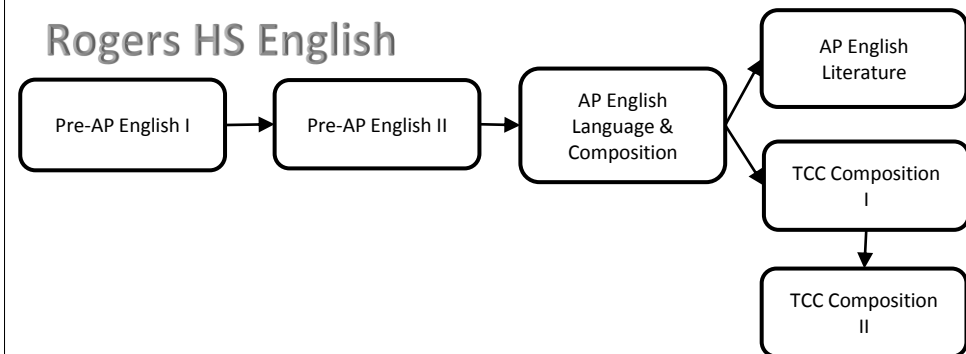 Rogers HS English
Pre-AP English I
Pre-AP English II
AP English
Language &
Composition
AP English
Literature
TCC Composition
I
TCC Composition
II